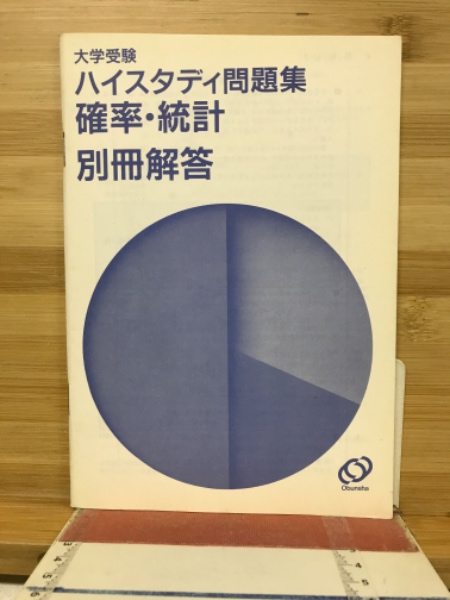 大学受験
ハイスタディ問題集
確率・統計
別冊解答
Obunsha